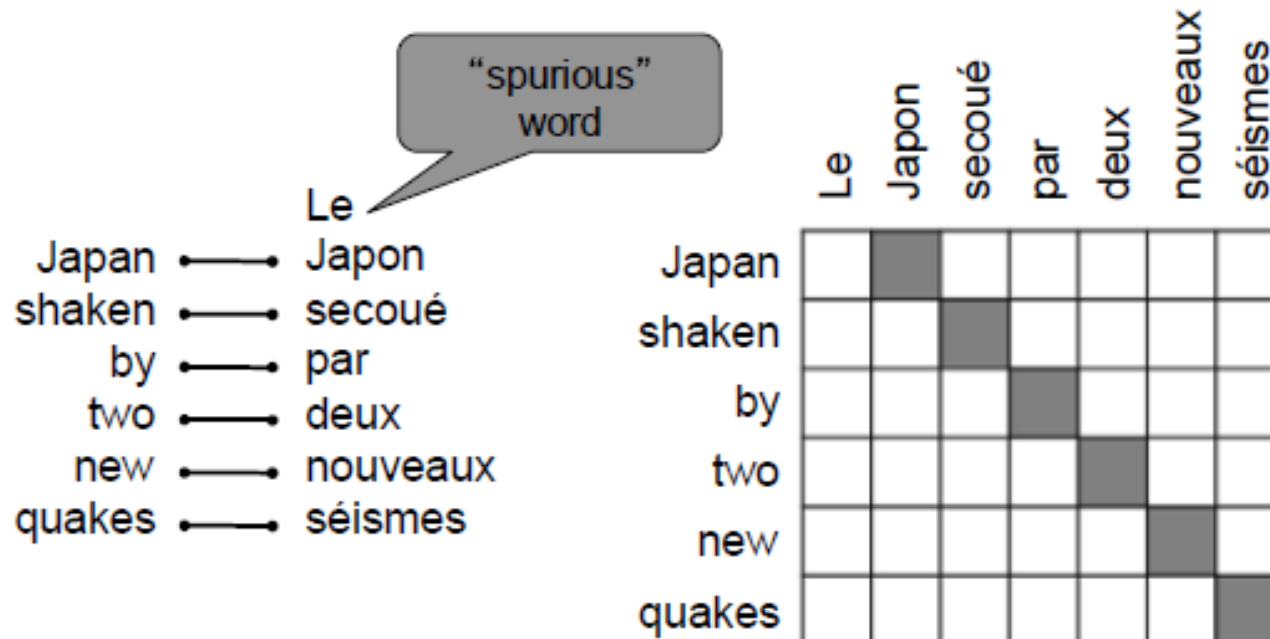 “spurious”
word
Le
Japan Japon
shaken secoué
by par
two deux
new nouveaux
quakes séismes
Le Japon secoué par deux nouveaux séismes
Japan
shaken
by
two
new
quakes